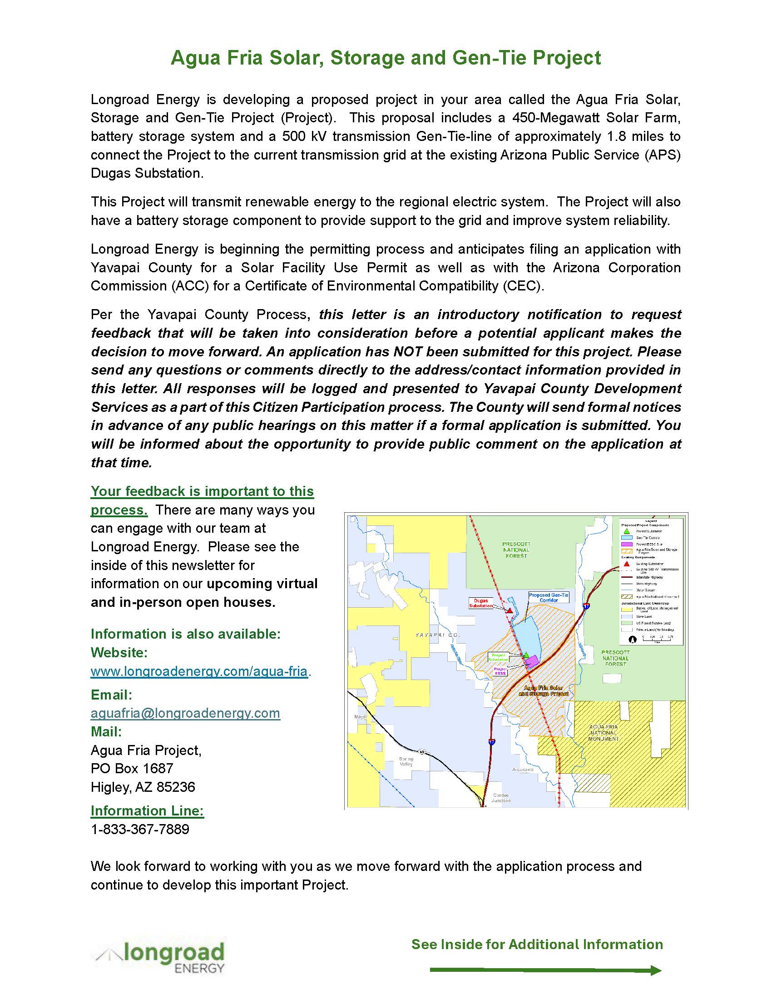 Agua Fria Solar, Storage and Gen-Tie Project
Longroad Energy is developing a proposed project in your area called the Agua Fria Solar,
Storage and Gen-Tie Project (Project). This proposal includes a 450-Megawatt Solar Farm,
battery storage system and a 500 kV transmission Gen-Tie-line of approximately 1.8 miles to
connect the Project to the current transmission grid at the existing Arizona Public Service (APS)
Dugas Substation.
This Project will transmit renewable energy to the regional electric system. The Project will also
have a battery storage component to provide support to the grid and improve system reliability.
Longroad Energy is beginning the permitting process and anticipates filing an application with
Yavapai County for a Solar Facility Use Permit as well as with the Arizona Corporation
Commission (ACC) for a Certificate of Environmental Compatibility (CEC).
Per the Yavapai County Process, this letter is an introductory notification to request
feedback that will be taken into consideration before a potential applicant makes the
decision to move forward. An application has NOT been submitted for this project. Please
send any questions or comments directly to the address/contact information provided in
this letter. All responses will be logged and presented to Yavapai County Development
Services as a part of this Citizen Participation process. The County will send formal notices
in advance of any public hearings on this matter if a formal application is submitted. You
will be informed about the opportunity to provide public comment on the application at
that time.
Your feedback is important to this
process. There are many ways you
can engage with our team at
Longroad Energy. Please see the
inside of this newsletter for
information on our upcoming virtual
and in-person open houses.
Information is also available:
Website:
www.longroadenergy.com/agua-fria.
Email:
aguafria@longroadenergy.com
Mail:
Agua Fria Project,
PO Box 1687
Higley, AZ 85236
Information Line:
1-833-367-7889
PRESCOTT
NATIONAL
FOREST
Legend
Proposed Project Components
Project Substation
Gen-Tie Corridor
Project BESS Site
Agua Fria Solar and Storage
Project
Existing Components
Existing Substation
Existing 500 kV Transmission
Line
Interstate Highway
State Highway
Major Stream
Agua Fria National Monument
Jurisdictional Land Ownership
Bureau of Land Management
Land
State Land
US Forest Service Land
Private Land (No Shading)
Miles
Dugas
Substation
Proposed Gen-Tie
Corridor
17
YAVAPAI CO.
Project
Substation
Project
BESS
PRESCOTT
NATIONAL
FOREST
Agua Fria Solar
and Storage Project
Mayer
AGUA FRIA
NATIONAL
MONUMENT
17
69
Spring
Valley
Arcosanti
Cordes
Junction
We look forward to working with you as we move forward with the application process and
continue to develop this important Project.
longroad
ENERGY
See Inside for Additional Information